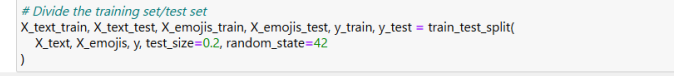 # Divide the training set/test set
X_text_train, X_text_test, X_emojis_train, X_emojis_test, y_train, y_test = train_test_split(
X_text, X_emojis, y, test_size=0.2, random_state=42
)